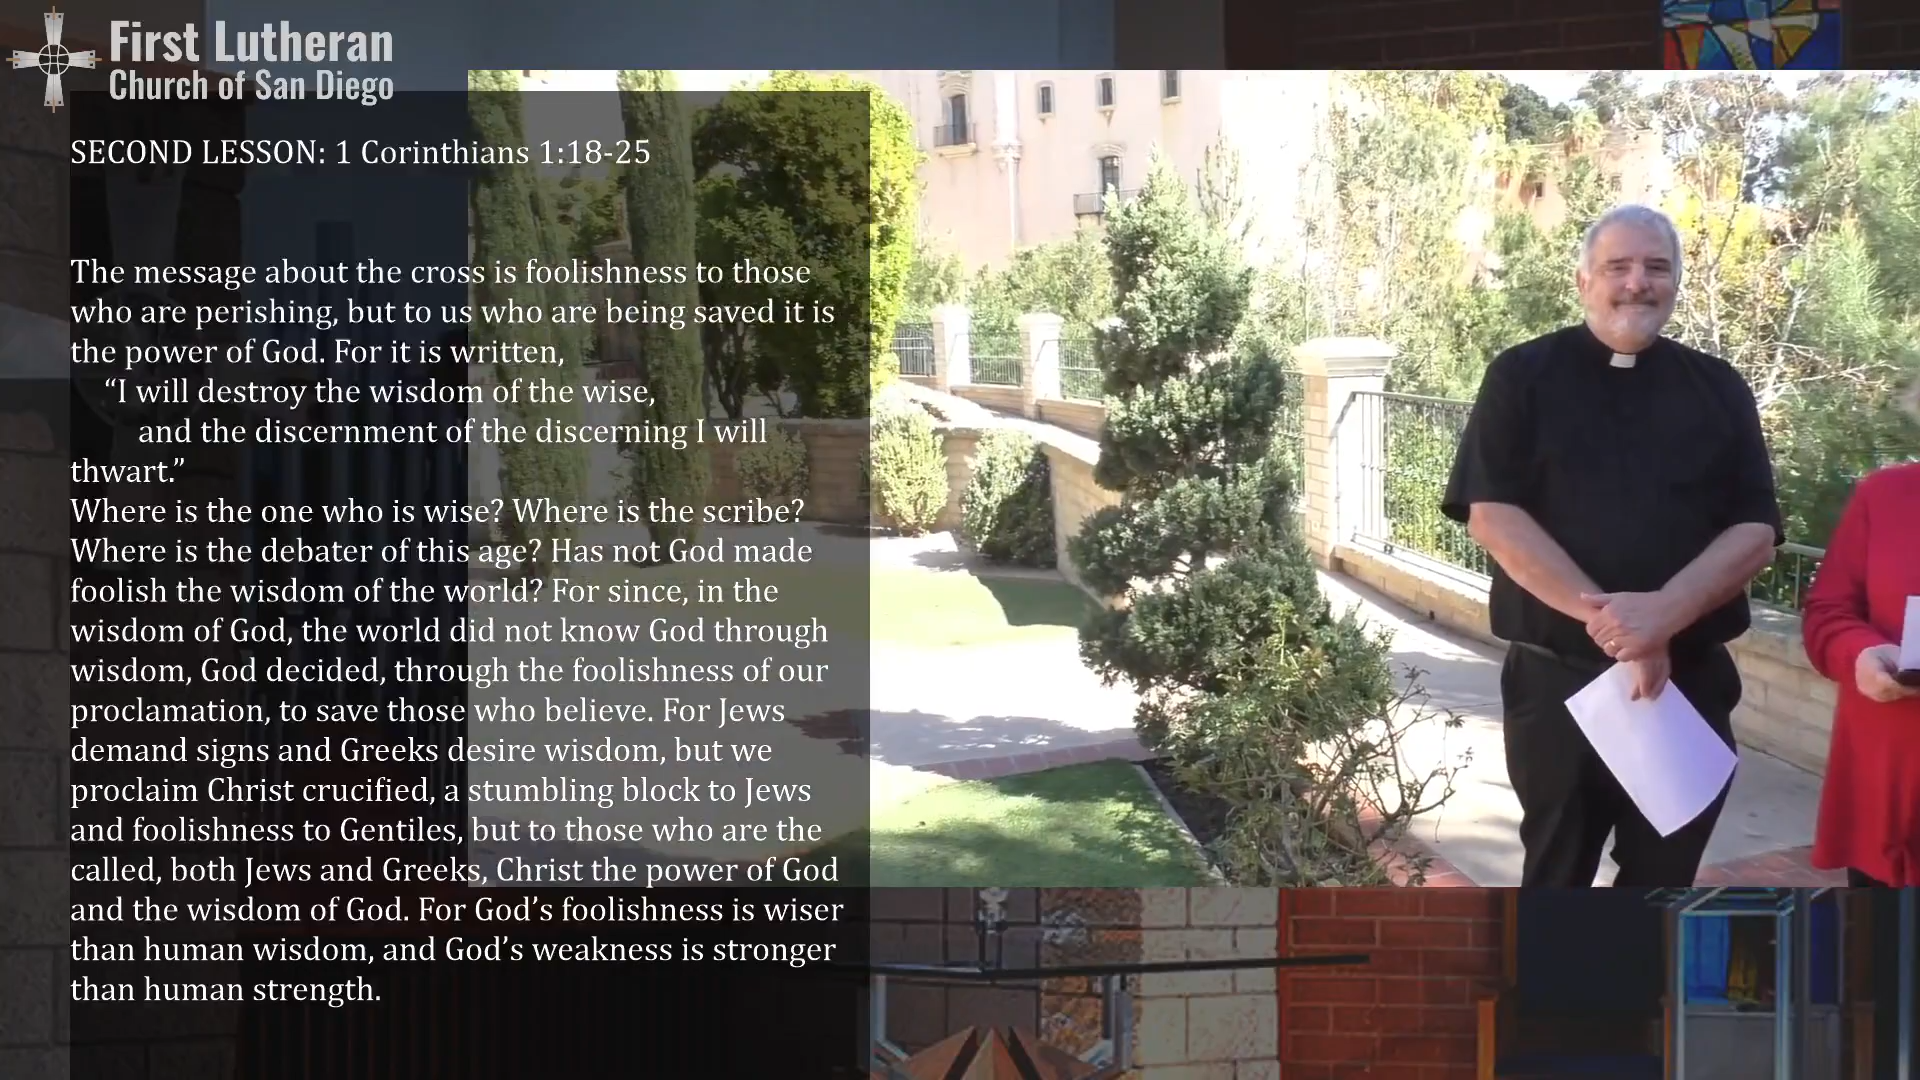 First Lutheran
Church of San Diego
SECOND LESSON: 1 Corinthians 1:18-25
The message about the cross is foolishness to those
who are perishing, but to us who are being saved it is
the power of God. For it is written,
“I will destroy the wisdom of the wise,
and the discernment of the discerning I will
thwart.”
Where is the one who is wise? Where is the scribe?
Where is the debater of this age? Has not God made
foolish the wisdom of the world? For since, in the
wisdom of God, the world did not know God through
wisdom, God decided, through the foolishness of our
proclamation, to save those who believe. For Jews
demand signs and Greeks desire wisdom, but we
proclaim Christ crucified, a stumbling block to Jews
and foolishness to Gentiles, but to those who are the
called, both Jews and Greeks, Christ the power of God
and the wisdom of God. For God’s foolishness is wiser
than human wisdom, and God’s weakness is stronger
than human strength.